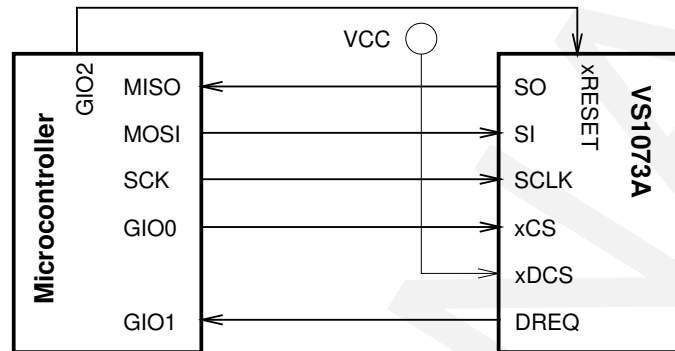 VCC
Microcontroller
GIO2
MISO
MOSI
SCK
GIO0
GIO1
SO
SI
SCLK
xCS
xDCS
DREQ
xRESET
VS1073A